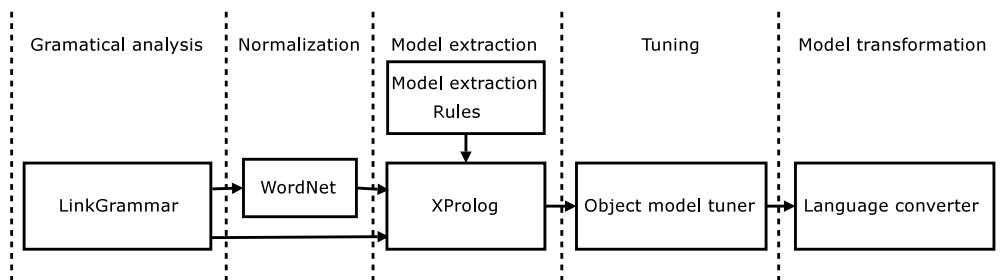 Gramatical analysis
Normalization
Model extraction
Tuning
Model transformation
Model extraction
Rules
LinkGrammar
WordNet
XProlog
Object model tuner
Language converter